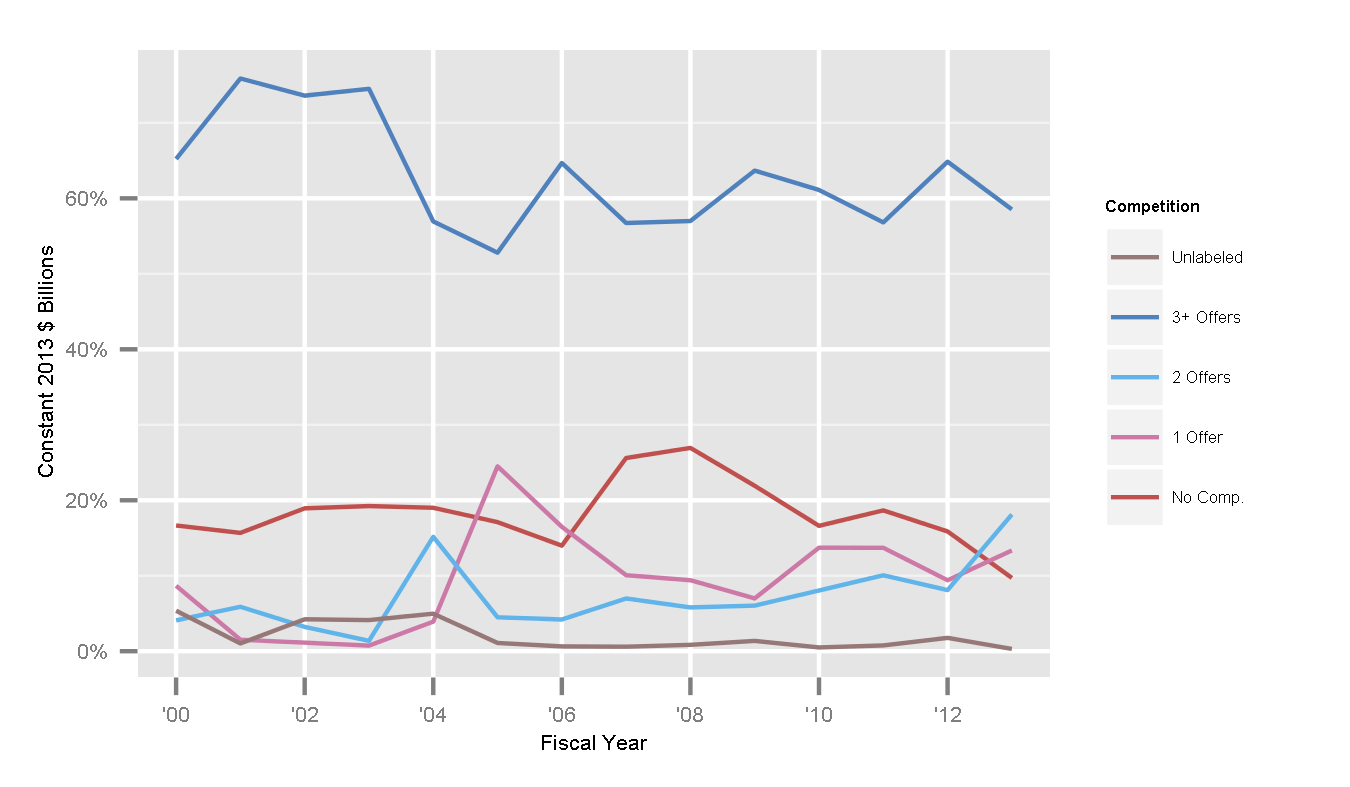 60%
40%
20%
0%
Constant 2013 $ Billions
'00 '02 '04 '06 '08 '10 '12
Fiscal Year
Competition
Unlabeled
3+ Offers
2 Offers
1 Offer
No Comp.